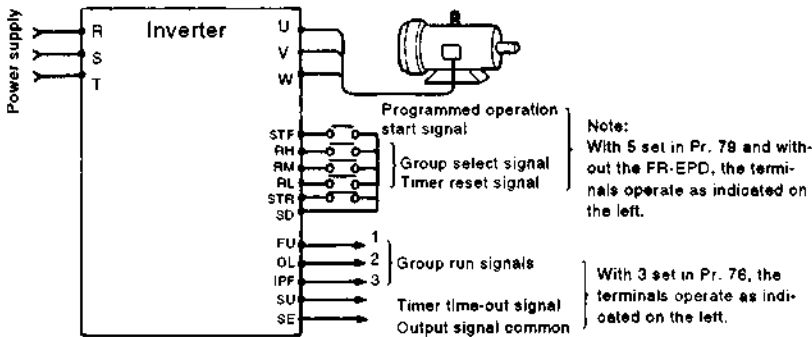 Power supply
R
S
T
Inverter
U
V
W
STF
RH
RM
RL
STR
SD
FU
OL
IPF
SU
SE
Programmed operation
start signal
Group select signal
Timer reset signal
1
2
3
Group run signals
Timer time-out signal
Output signal common
Note:
With 5 set in Pr. 79 and with-
out the FR-EPD, the termi-
nals operate as indicated on
the left.
With 3 set in Pr. 76, the
terminals operate as indi-
cated on the left.